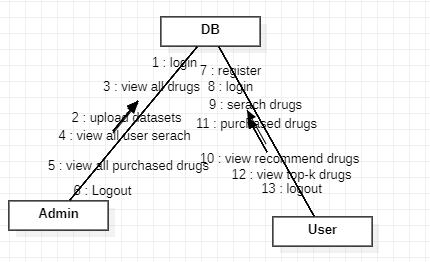 DB
1 : login
7 : register
3 : view all drugs
8 : login
9 : serach drugs
2 : upload datasets
11 : purchased drugs
4 : view all user serach
10 : view recommend drugs
5 : view all purchased drugs
12 : view top-k drugs
6 : Logout
13 : logout
Admin
User